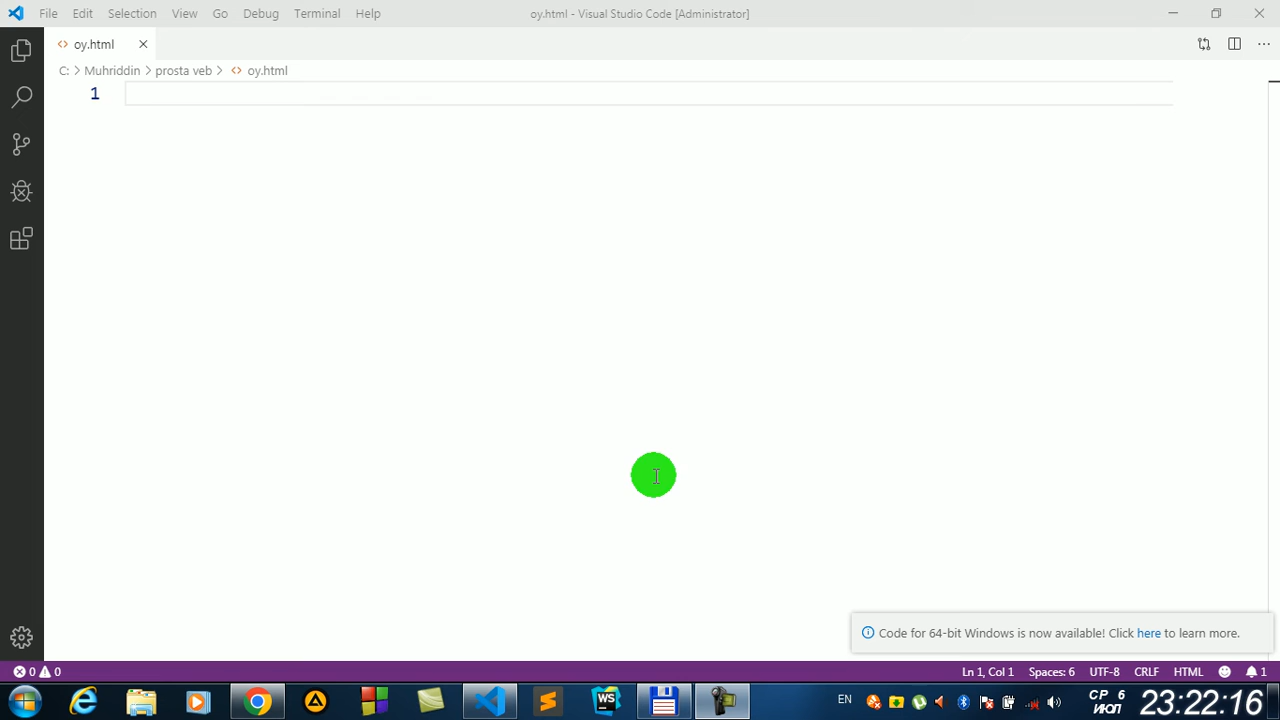 File Edit Selection View Go Debug Terminal Help oy.html - Visual Studio Code [Administrator]
oy.html
C: > Muhriddin > prosta veb > oy.html
1
Code for 64-bit Windows is now available! Click here to learn more.
0 0 Ln 1, Col 1 Spaces: 6 UTF-8 CRLF HTML 1
WS EN СР 6 23:22:16
ИЮЛ